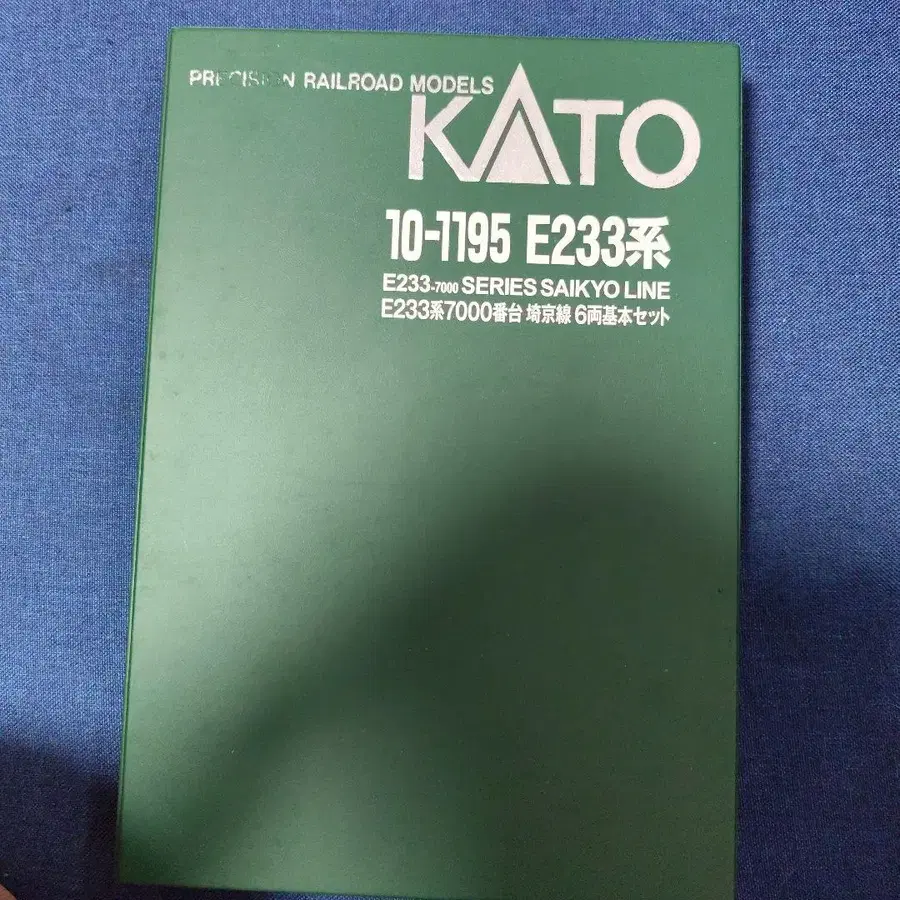 PRECISION RAILROAD MODELS
KATO
10-1195 E233系
E233-7000 SERIES SAIKYO LINE
E233系7000番台 埼京線 6両基本セット